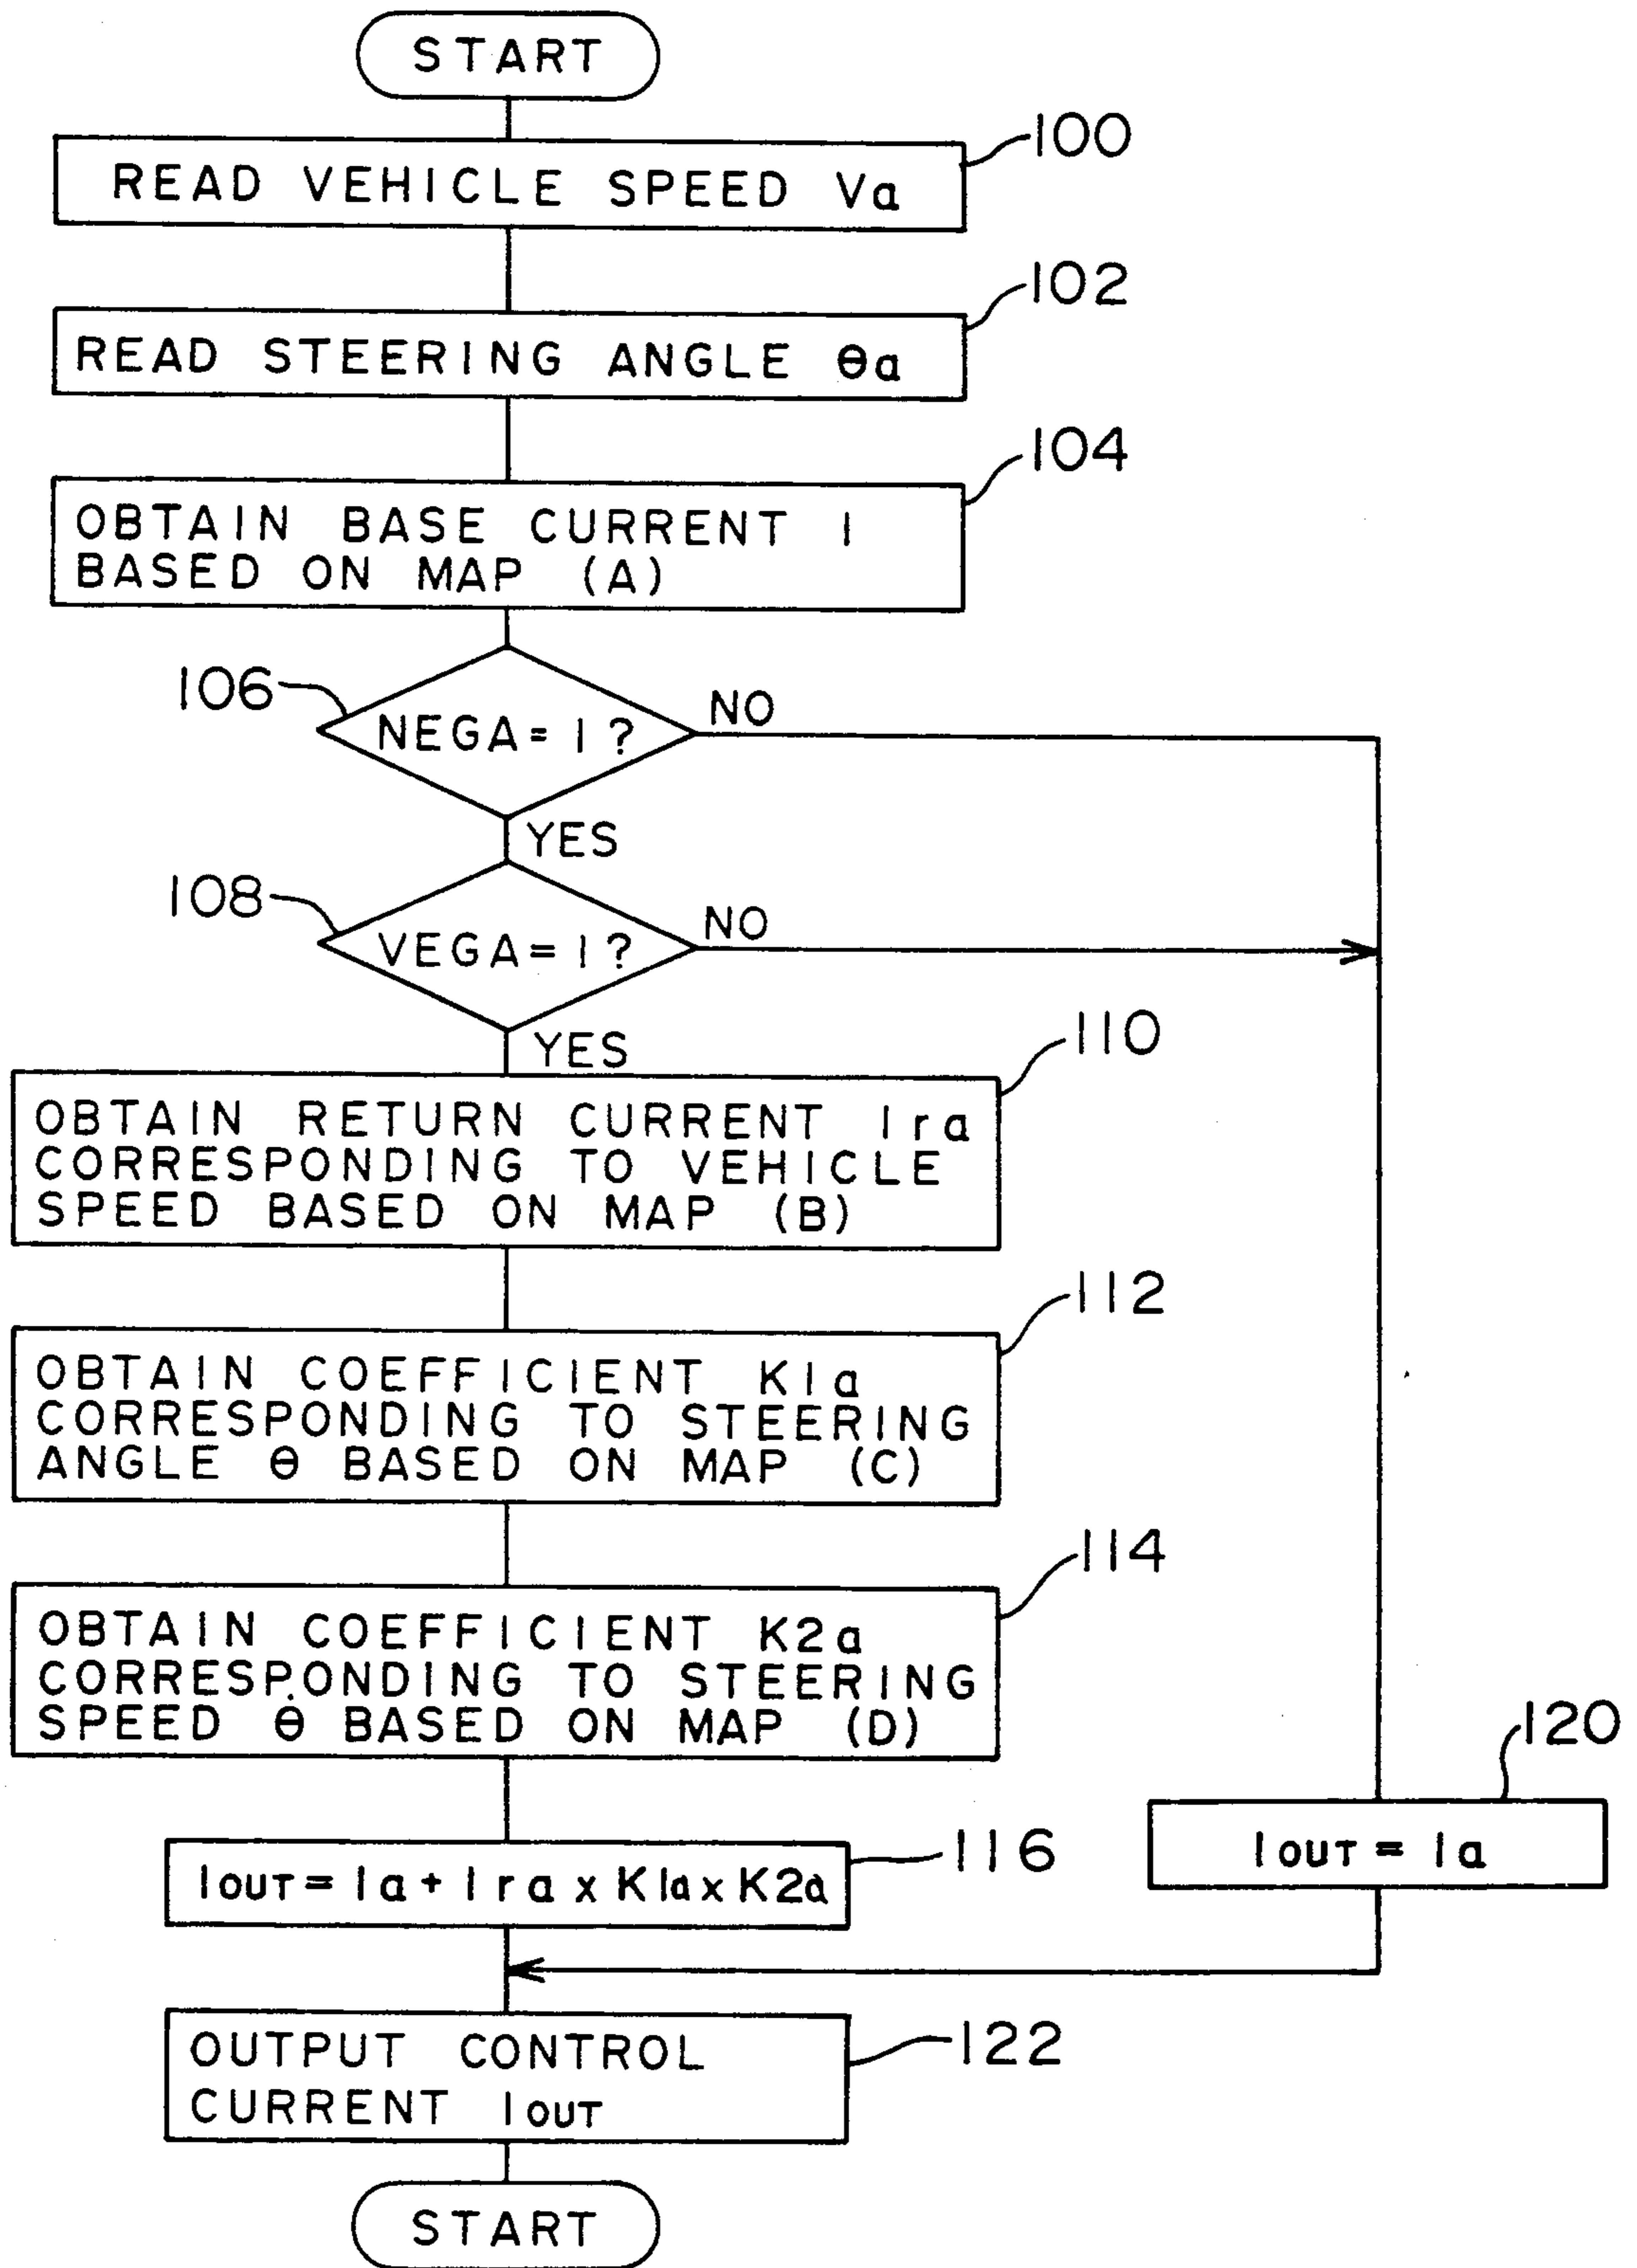 START
100
READ VEHICLE SPEED Va
102
READ STEERING ANGLE θa
104
OBTAIN BASE CURRENT I
BASED ON MAP (A)
106
NEGA = 1 ?
NO
YES
108
VEGA = 1 ?
NO
YES
110
OBTAIN RETURN CURRENT Ira
CORRESPONDING TO VEHICLE
SPEED BASED ON MAP (B)
112
OBTAIN COEFFICIENT K1a
CORRESPONDING TO STEERING
ANGLE θ BASED ON MAP (C)
114
OBTAIN COEFFICIENT K2a
CORRESPONDING TO STEERING
SPEED θ̇ BASED ON MAP (D)
116
IOUT = Ia + Ira x K1a x K2a
120
IOUT = Ia
122
OUTPUT CONTROL
CURRENT IOUT
START